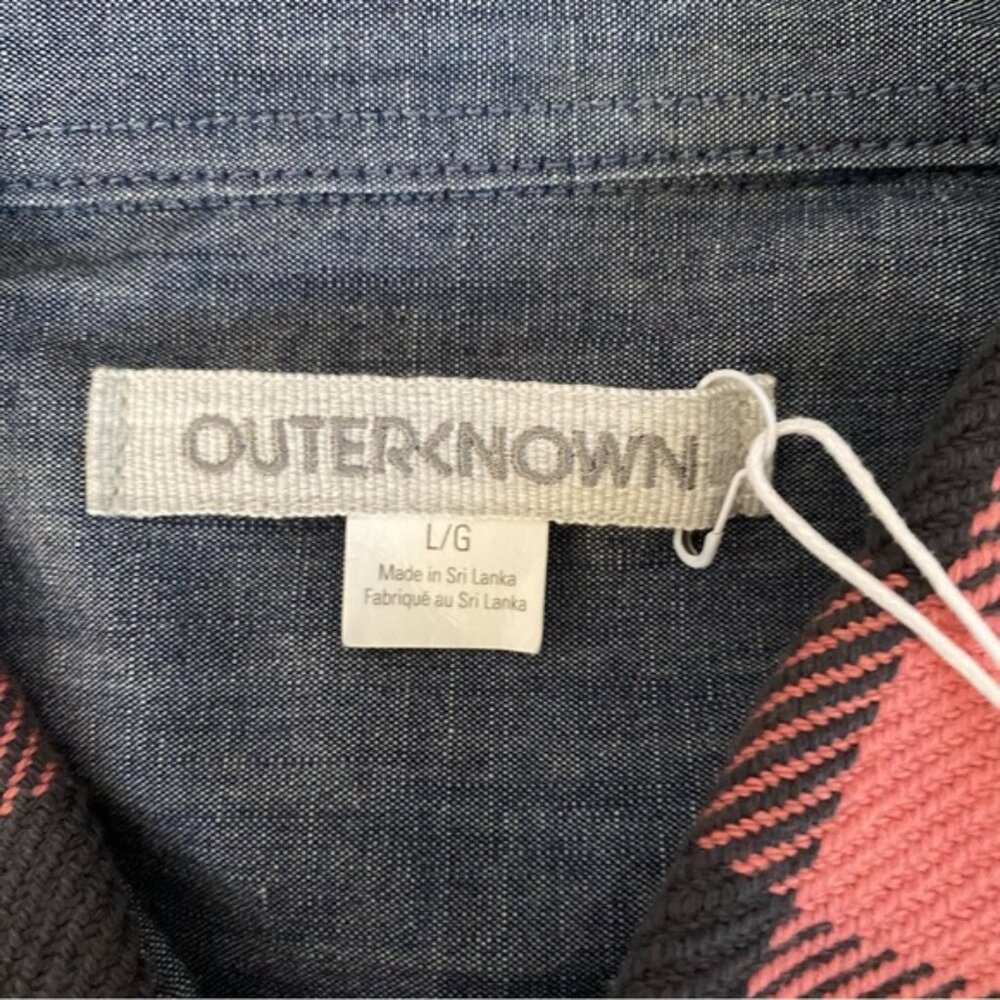 OUTERKNOWN
L/G
Made in Sri Lanka
Fabriqué au Sri Lanka